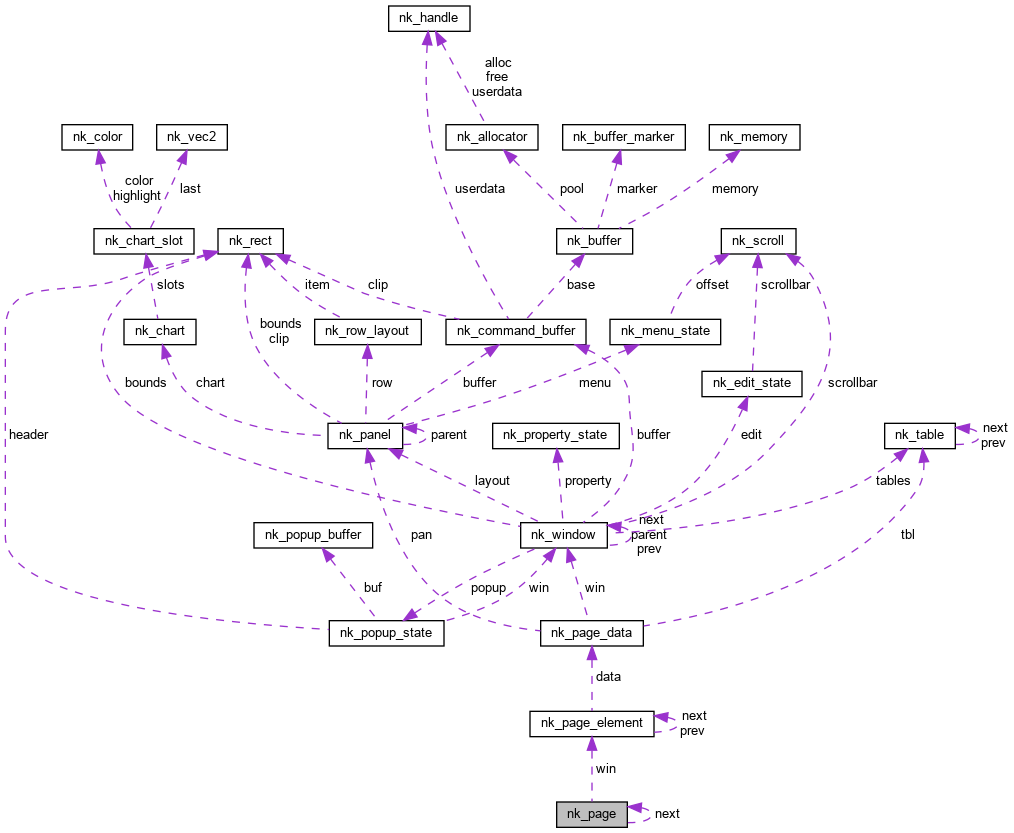 nk_handle
alloc
free
userdata
nk_color
nk_vec2
nk_allocator
nk_buffer_marker
nk_memory
color
highlight
last
userdata
pool
marker
memory
nk_chart_slot
nk_rect
nk_buffer
nk_scroll
slots
item
clip
base
offset
scrollbar
nk_chart
bounds
clip
nk_row_layout
nk_command_buffer
nk_menu_state
bounds
chart
row
buffer
menu
nk_edit_state
scrollbar
header
nk_panel
parent
nk_property_state
buffer
edit
nk_table
next
prev
layout
property
tables
nk_popup_buffer
pan
nk_window
next
parent
prev
tbl
buf
popup
win
win
nk_popup_state
nk_page_data
data
nk_page_element
next
prev
win
nk_page
next